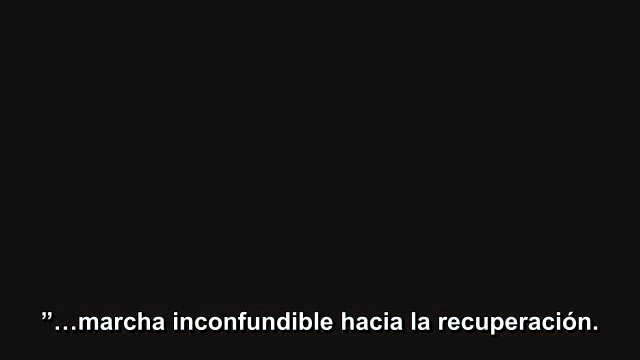 ”…marcha inconfundible hacia la recuperación.